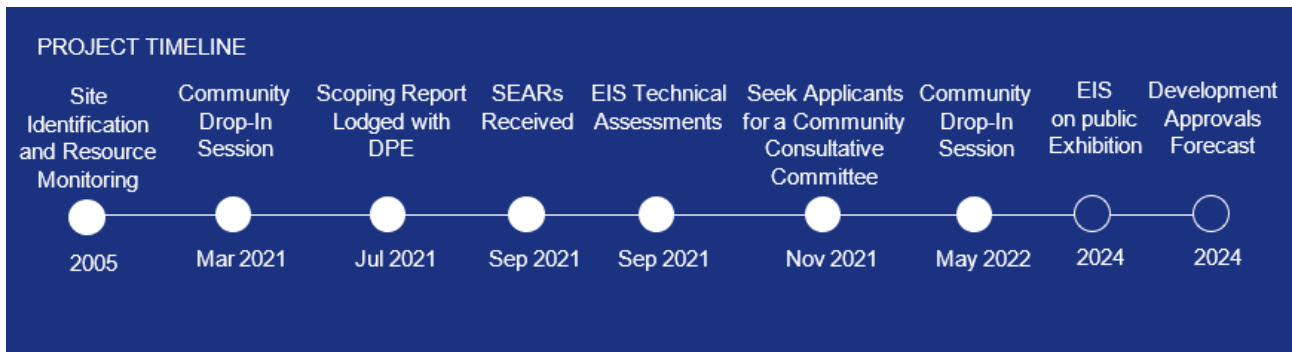 PROJECT TIMELINE
Site
Identification
and Resource
Monitoring
2005
Community
Drop-In
Session
Mar 2021
Scoping Report
Lodged with
DPE
Jul 2021
SEARs
Received
Sep 2021
EIS Technical
Assessments
Sep 2021
Seek Applicants
for a Community
Consultative
Committee
Nov 2021
Community
Drop-In
Session
May 2022
EIS
on public
Exhibition
2024
Development
Approvals
Forecast
2024